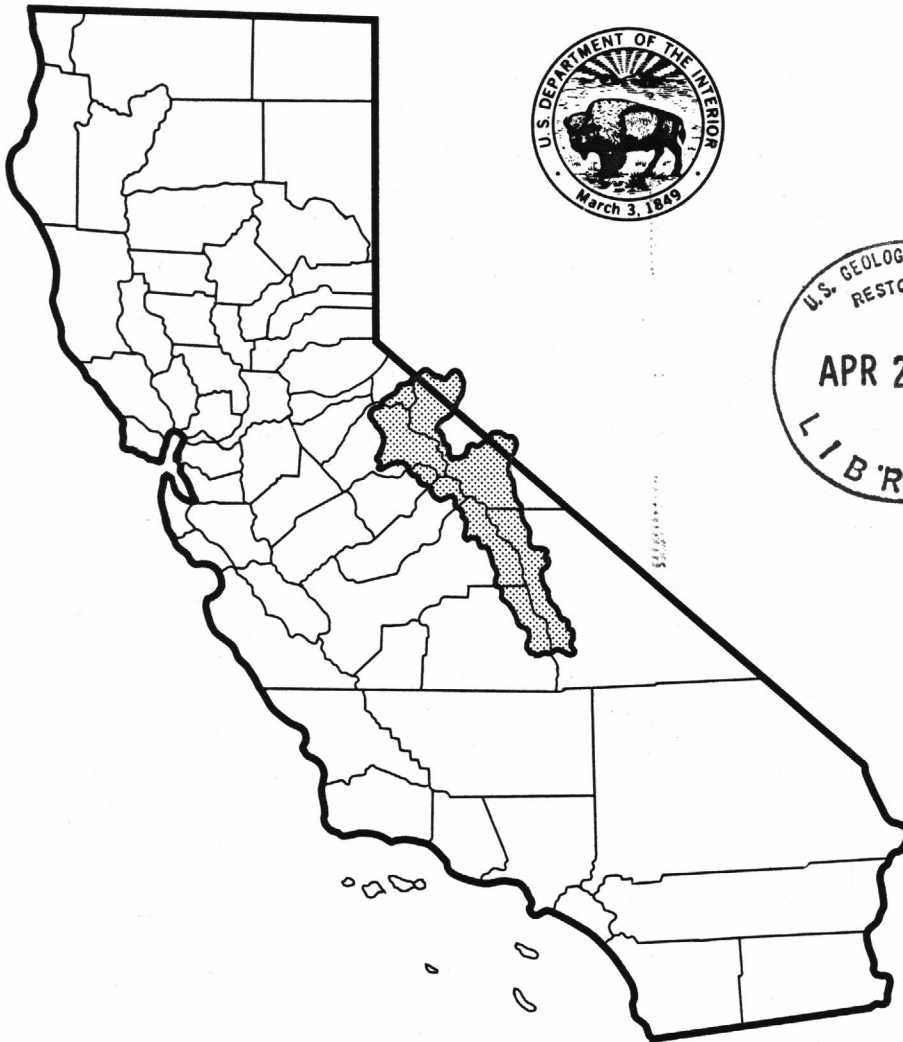 U.S. DEPARTMENT OF THE INTERIOR
March 3, 1849
U.S. GEOLOG
RESTO
APR 2
LIBR